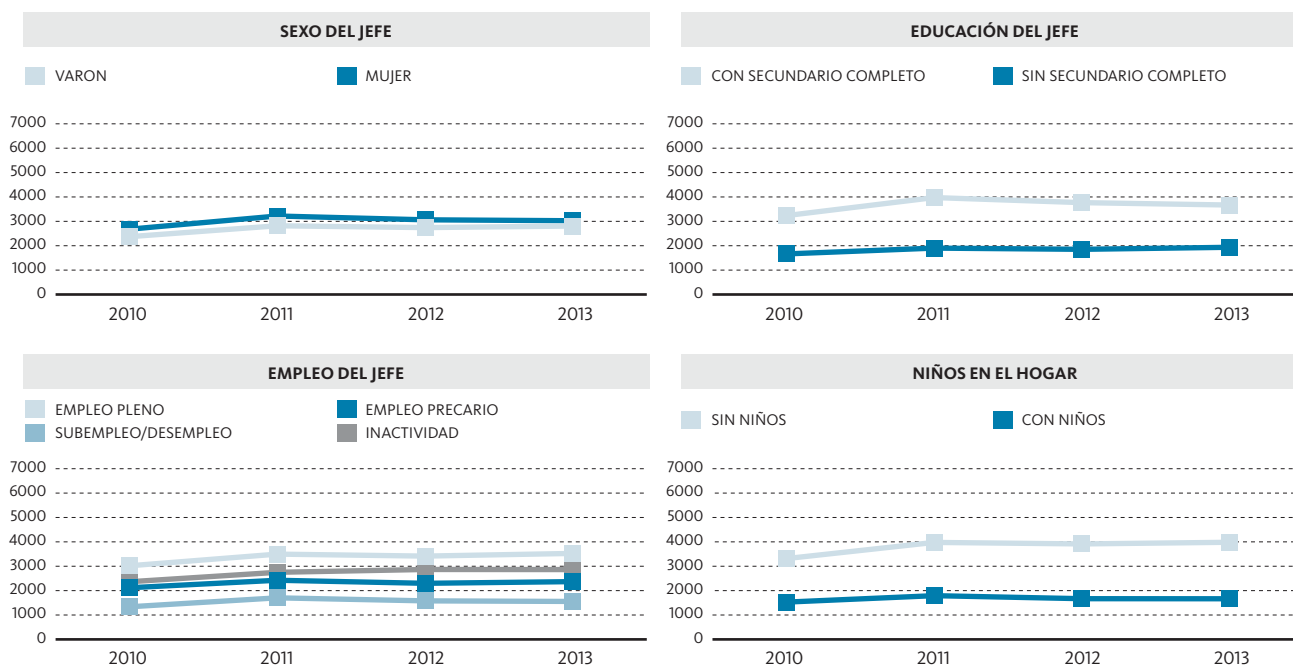 SEXO DEL JEFE
VARON MUJER
7000
6000
5000
4000
3000
2000
1000
0
2010 2011 2012 2013
EDUCACIÓN DEL JEFE
CON SECUNDARIO COMPLETO SIN SECUNDARIO COMPLETO
7000
6000
5000
4000
3000
2000
1000
0
2010 2011 2012 2013
EMPLEO DEL JEFE
EMPLEO PLENO EMPLEO PRECARIO
SUBEMPLEO/DESEMPLEO INACTIVIDAD
7000
6000
5000
4000
3000
2000
1000
0
2010 2011 2012 2013
NIÑOS EN EL HOGAR
SIN NIÑOS CON NIÑOS
7000
6000
5000
4000
3000
2000
1000
0
2010 2011 2012 2013